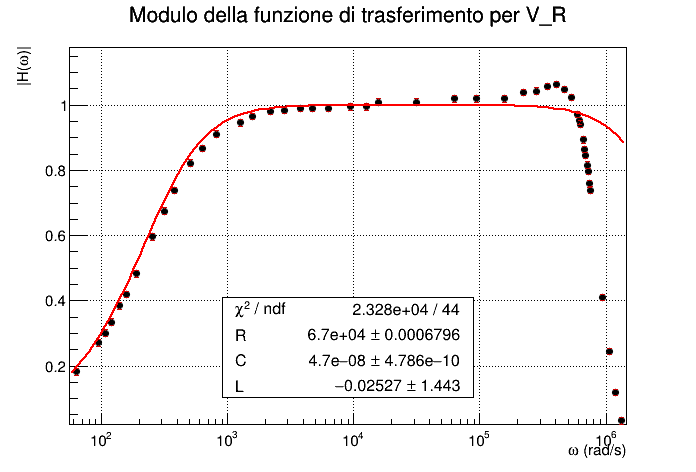 Modulo della funzione di trasferimento per V_R
|H(ω)|
1
0.8
0.6
0.4
0.2
χ² / ndf 2.328e+04 / 44
R 6.7e+04 ± 0.0006796
C 4.7e−08 ± 4.786e−10
L −0.02527 ± 1.443
10² 10³ 10⁴ 10⁵ 10⁶
ω (rad/s)